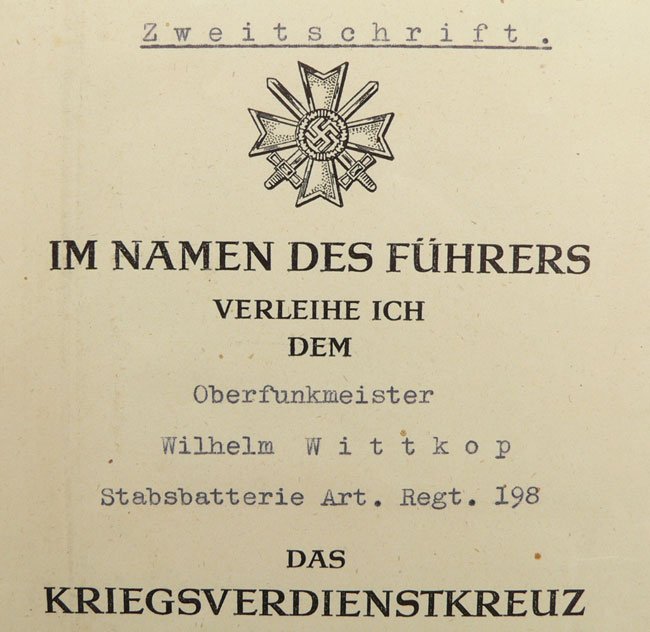 Zweitschrift.
IM NAMEN DES FÜHRERS
VERLEIHE ICH
DEM
Oberfunkmeister
Wilhelm Wittkop
Stabsbatterie Art. Regt. 198
DAS
KRIEGSVERDIENSTKREUZ